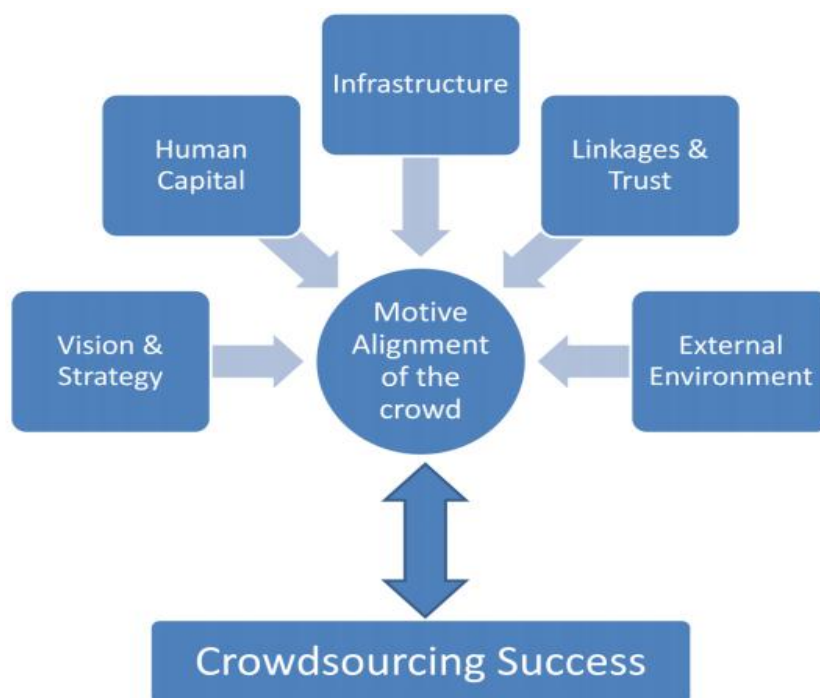 Infrastructure
Human
Capital
Linkages &
Trust
Vision &
Strategy
Motive
Alignment
of the
crowd
External
Environment
Crowdsourcing Success